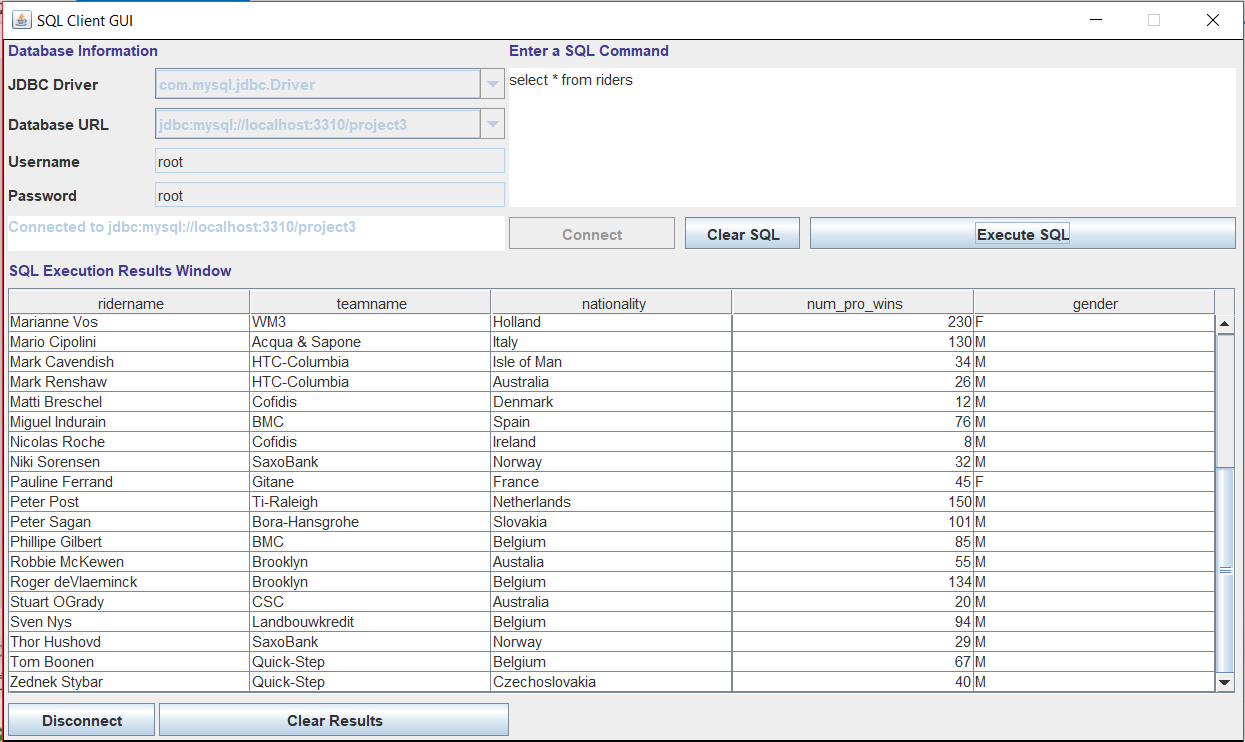 SQL Client GUI
Database Information
JDBC Driver com.mysql.jdbc.Driver
Database URL jdbc:mysql://localhost:3310/project3
Username root
Password root
Connected to jdbc:mysql://localhost:3310/project3
Enter a SQL Command
select * from riders
Connect Clear SQL Execute SQL
SQL Execution Results Window
ridername teamname nationality num_pro_wins gender
Marianne Vos WM3 Holland 230 F
Mario Cipolini Acqua & Sapone Italy 130 M
Mark Cavendish HTC-Columbia Isle of Man 34 M
Mark Renshaw HTC-Columbia Australia 26 M
Matti Breschel Cofidis Denmark 12 M
Miguel Indurain BMC Spain 76 M
Nicolas Roche Cofidis Ireland 8 M
Niki Sorensen SaxoBank Norway 32 M
Pauline Ferrand Gitane France 45 F
Peter Post Ti-Raleigh Netherlands 150 M
Peter Sagan Bora-Hansgrohe Slovakia 101 M
Phillipe Gilbert BMC Belgium 85 M
Robbie McKewen Brooklyn Austalia 55 M
Roger deVlaeminck Brooklyn Belgium 134 M
Stuart OGrady CSC Australia 20 M
Sven Nys Landbouwkredit Belgium 94 M
Thor Hushovd SaxoBank Norway 29 M
Tom Boonen Quick-Step Belgium 67 M
Zednek Stybar Quick-Step Czechoslovakia 40 M
Disconnect Clear Results